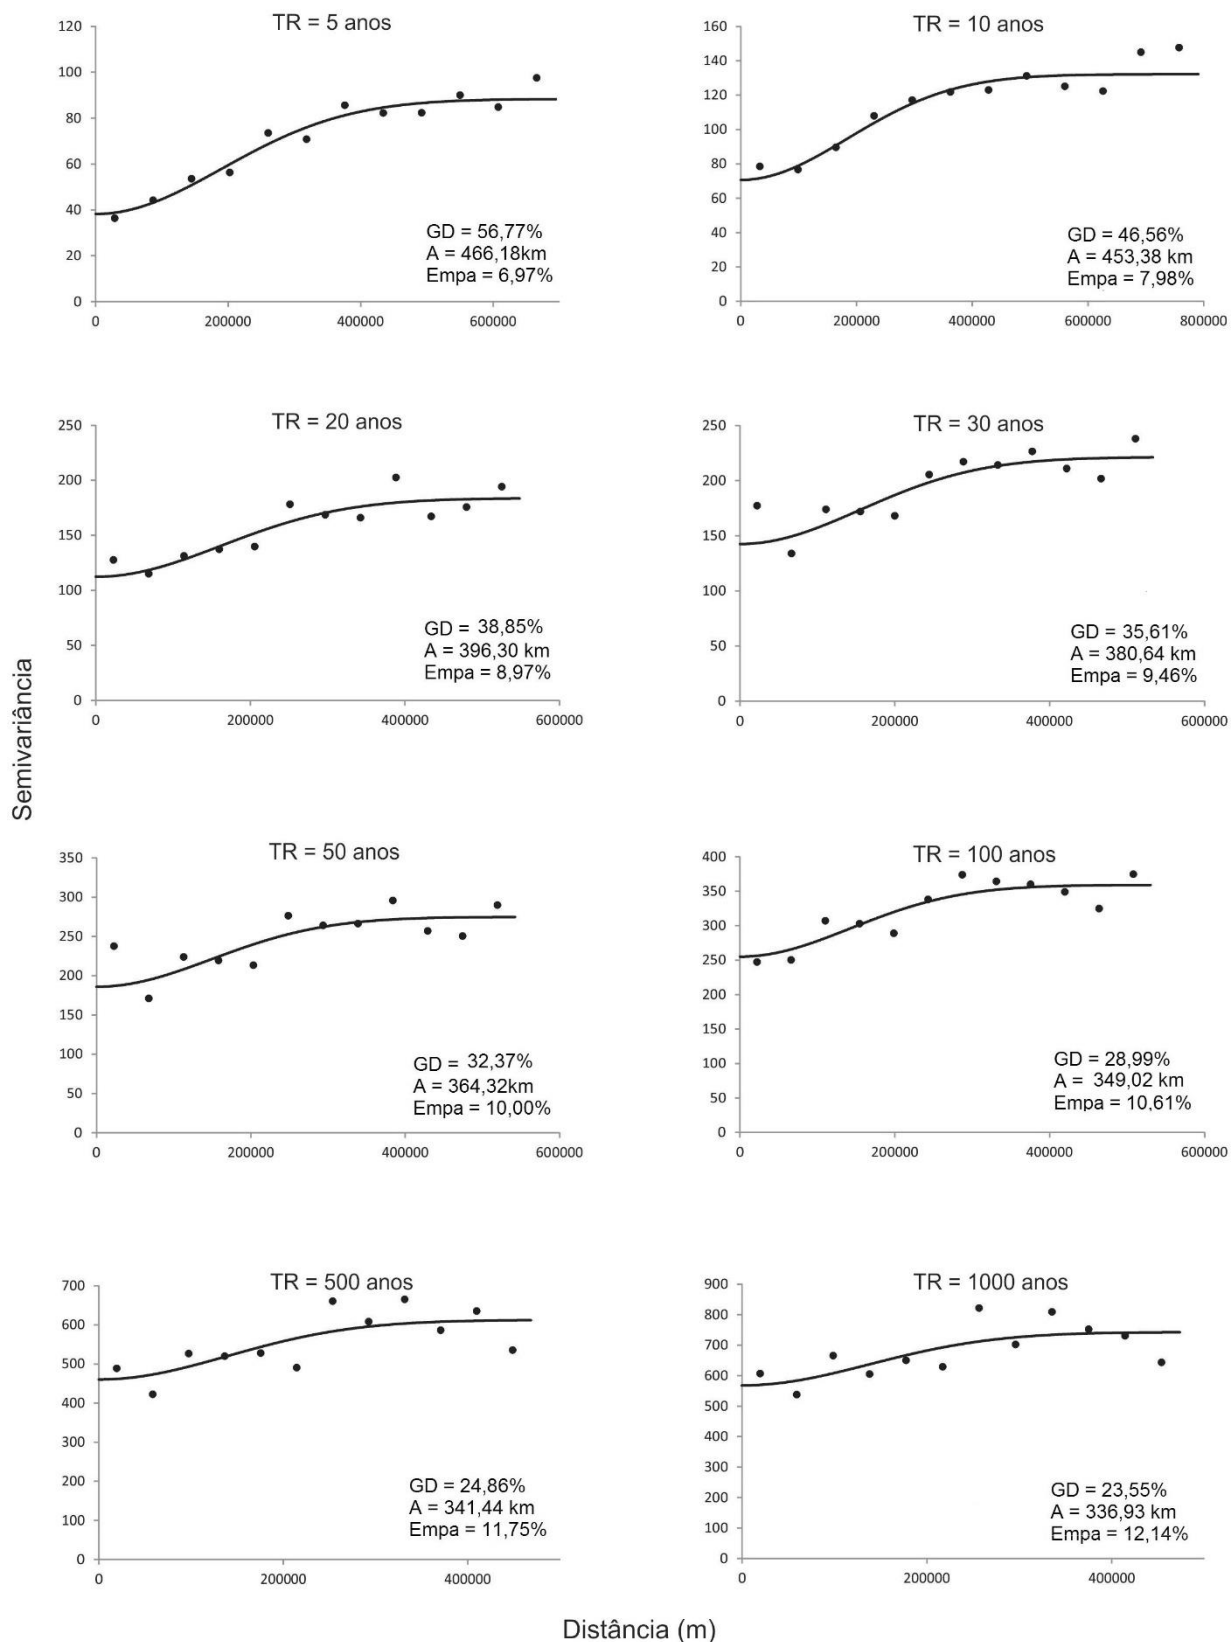 TR = 5 anos
120
100
80
60
40
20
0
0
200000
400000
600000
GD = 56,77%
A = 466,18km
Empa = 6,97%
TR = 10 anos
160
140
120
100
80
60
40
20
0
0
200000
400000
600000
800000
GD = 46,56%
A = 453,38 km
Empa = 7,98%
TR = 20 anos
250
200
150
100
50
0
0
200000
400000
600000
GD = 38,85%
A = 396,30 km
Empa = 8,97%
TR = 30 anos
250
200
150
100
50
0
0
200000
400000
600000
GD = 35,61%
A = 380,64 km
Empa = 9,46%
Semivariância
TR = 50 anos
350
300
250
200
150
100
50
0
0
200000
400000
600000
GD = 32,37%
A = 364,32km
Empa = 10,00%
TR = 100 anos
400
350
300
250
200
150
100
50
0
0
200000
400000
600000
GD = 28,99%
A = 349,02 km
Empa = 10,61%
TR = 500 anos
700
600
500
400
300
200
100
0
0
200000
400000
GD = 24,86%
A = 341,44 km
Empa = 11,75%
TR = 1000 anos
900
800
700
600
500
400
300
200
100
0
0
200000
400000
GD = 23,55%
A = 336,93 km
Empa = 12,14%
Distância (m)